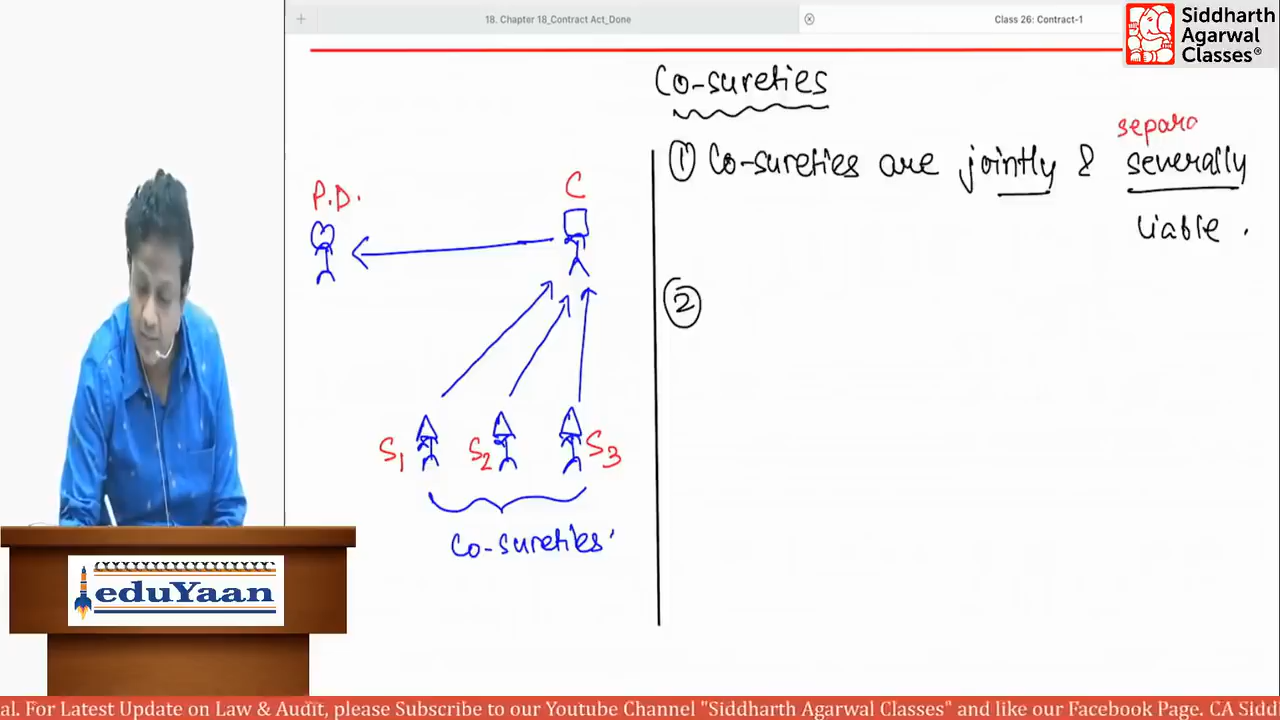 18. Chapter 18_Contract Act_Done
Class 26: Contract-1
Siddharth
Agarwal
Classes®
Co-sureties
separa
① Co-sureties are jointly & severally
liable.
②
P.D.
C
S1
S2
S3
Co-sureties
eduYaan
al. For Latest Update on Law & Audit, please Subscribe to our Youtube Channel "Siddharth Agarwal Classes" and like our Facebook Page. CA Sidd